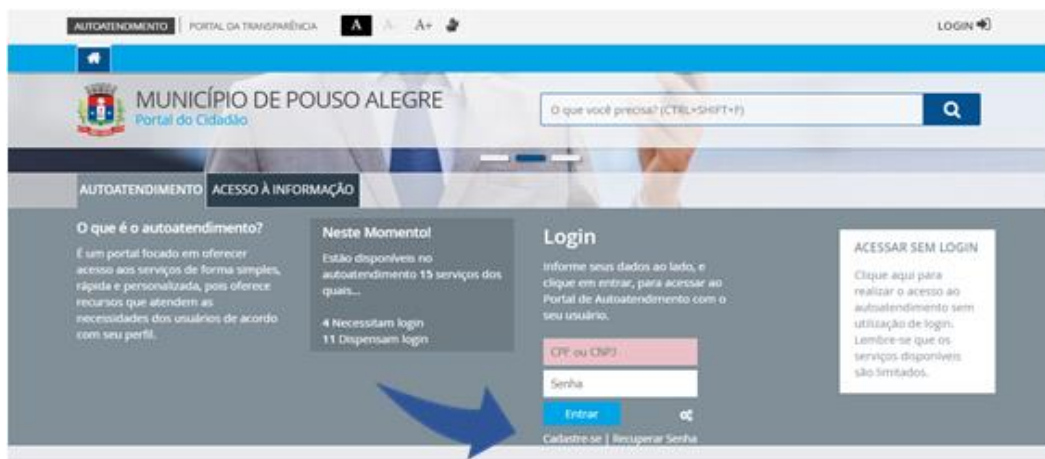 AUTOATENDIMENTO PORTAL DA TRANSPARÊNCIA A A- A+ LOGIN
MUNICÍPIO DE POUSO ALEGRE
Portal do Cidadão
O que você precisa? (CTRL+SHIFT+F)
AUTOATENDIMENTO ACESSO À INFORMAÇÃO
O que é o autoatendimento?
É um portal focado em oferecer
acesso aos serviços de forma simples,
rápida e personalizada, pois oferece
recursos que atendem as
necessidades dos usuários de acordo
com seu perfil.
Neste Momento!
Estão disponíveis no
autoatendimento 15 serviços dos
quais...
4 Necessitam login
11 Dispensam login
Login
Informe seus dados ao lado, e
clique em entrar, para acessar ao
Portal de Autoatendimento com o
seu usuário.
CPF ou CNPJ
Senha
Entrar
Cadastre-se | Recuperar Senha
ACESSAR SEM LOGIN
Clique aqui para
realizar o acesso ao
autoatendimento sem
utilização de login.
Lembre-se que os
serviços disponíveis
são limitados.